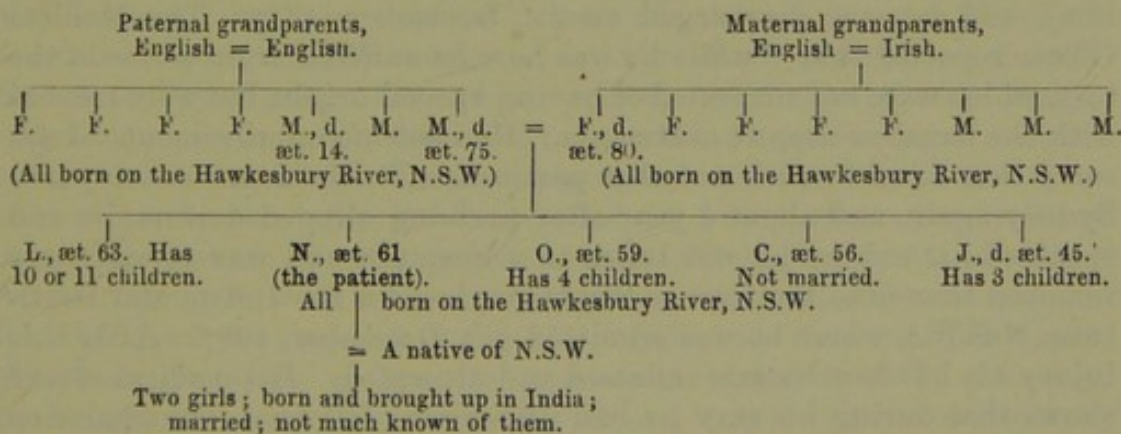 Paternal grandparents, Maternal grandparents,
English = English. English = Irish.
F. F. F. F. M., d. M. M., d. = F., d. F. F. F. F. M. M. M.
æt. 14. æt. 75. æt. 80.
(All born on the Hawkesbury River, N.S.W.) (All born on the Hawkesbury River, N.S.W.)
L., æt. 63. Has N., æt. 61 O., æt. 59. C., æt. 56. J., d. æt. 45.
10 or 11 children. (the patient). Has 4 children. Not married. Has 3 children.
All born on the Hawkesbury River, N.S.W.
= A native of N.S.W.
Two girls; born and brought up in India;
married; not much known of them.